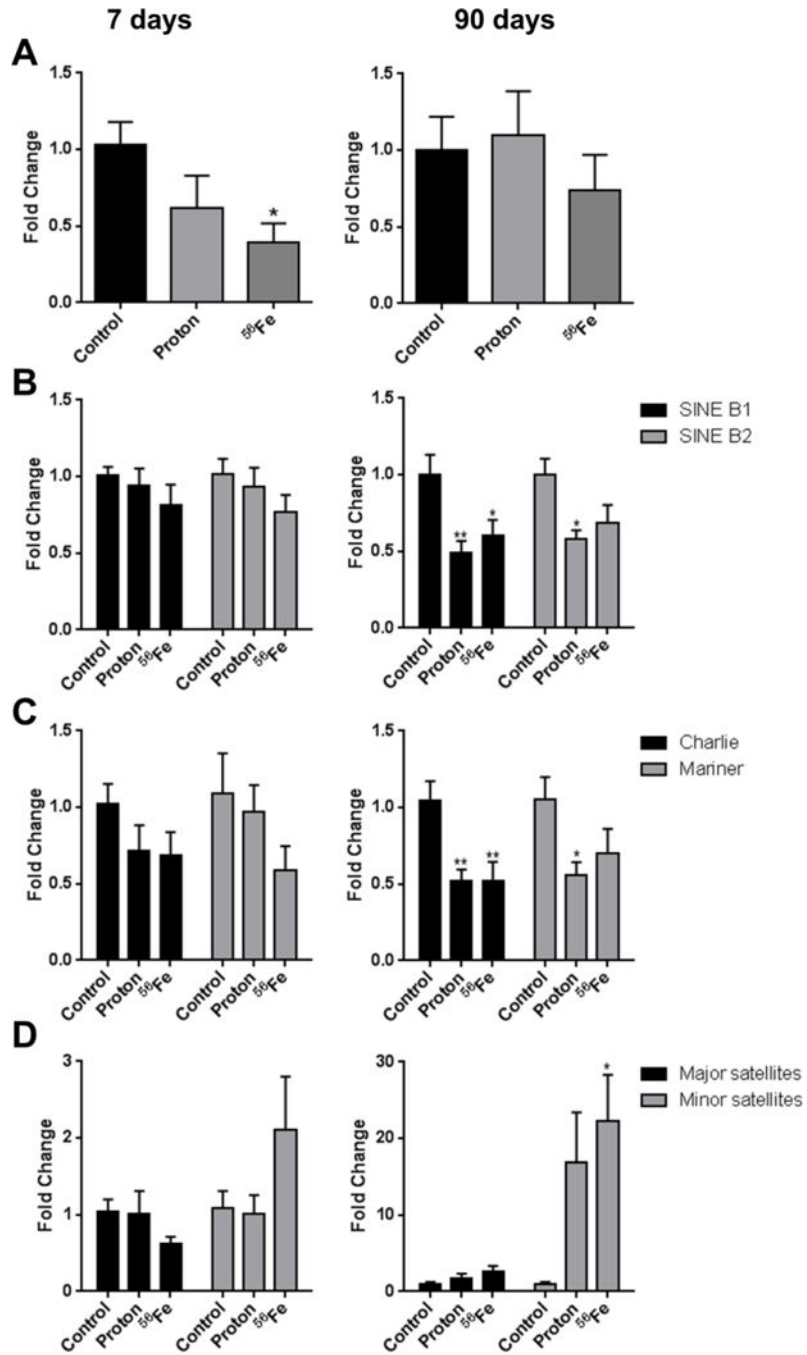 7 days
90 days
A
Fold Change
1.5
1.0
0.5
0.0
Control
Proton
*
⁵⁶Fe
Fold Change
1.5
1.0
0.5
0.0
Control
Proton
⁵⁶Fe
B
Fold Change
1.5
1.0
0.5
0.0
Control
Proton
⁵⁶Fe
Control
Proton
⁵⁶Fe
Fold Change
1.5
1.0
0.5
0.0
**
*
*
Control
Proton
⁵⁶Fe
Control
Proton
⁵⁶Fe
SINE B1
SINE B2
C
Fold Change
1.5
1.0
0.5
0.0
Control
Proton
⁵⁶Fe
Control
Proton
⁵⁶Fe
Fold Change
1.5
1.0
0.5
0.0
**
**
*
Control
Proton
⁵⁶Fe
Control
Proton
⁵⁶Fe
Charlie
Mariner
D
Fold Change
3
2
1
0
Control
Proton
⁵⁶Fe
Control
Proton
⁵⁶Fe
Fold Change
30
20
10
0
*
Control
Proton
⁵⁶Fe
Control
Proton
⁵⁶Fe
Major satellites
Minor satellites